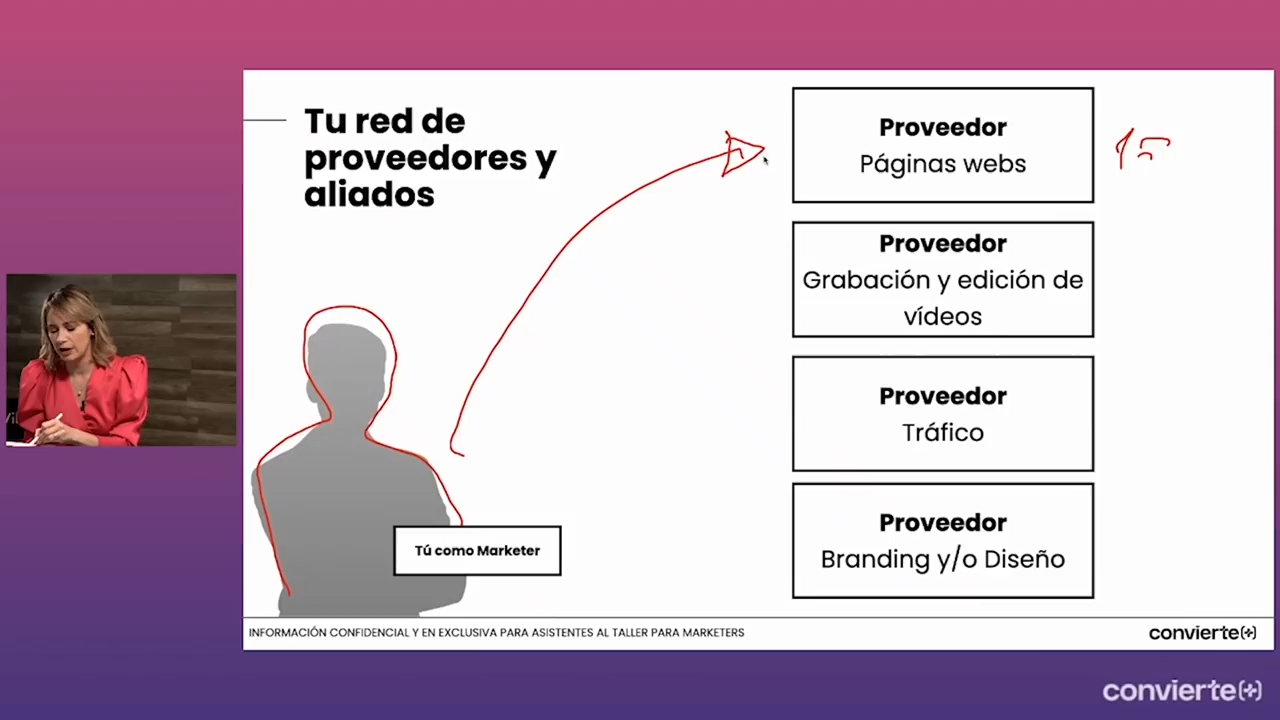 Tu red de
proveedores y
aliados
Proveedor
Páginas webs
Proveedor
Grabación y edición de
vídeos
Proveedor
Tráfico
Proveedor
Branding y/o Diseño
Tú como Marketer
INFORMACIÓN CONFIDENCIAL Y EN EXCLUSIVA PARA ASISTENTES AL TALLER PARA MARKETERS
convierte(+)
convierte(+)